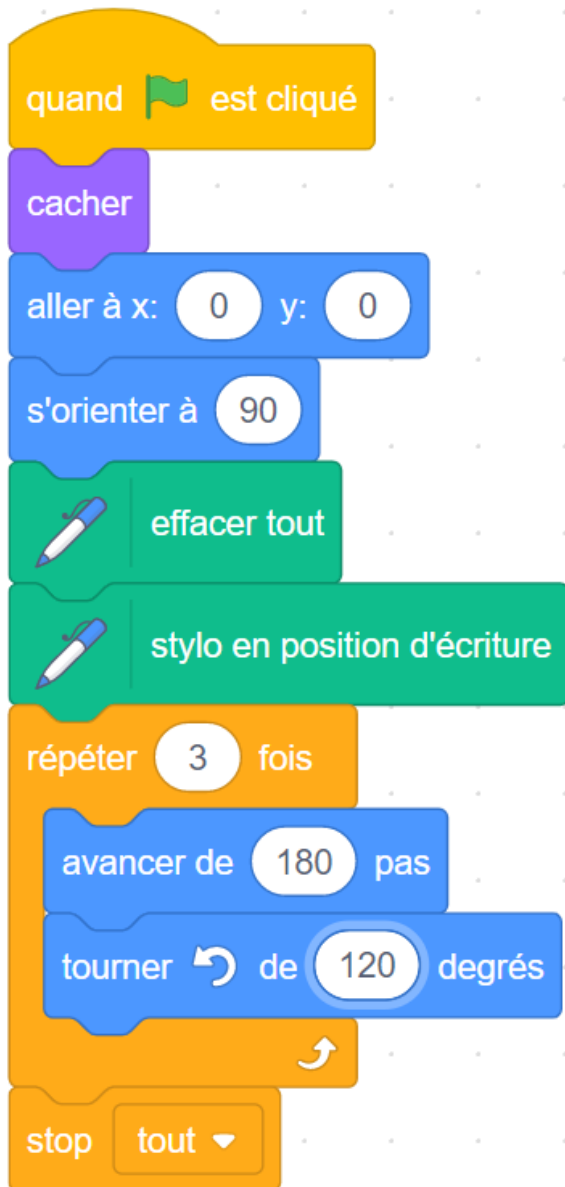 quand est cliqué
cacher
aller à x: 0 y: 0
s'orienter à 90
effacer tout
stylo en position d'écriture
répéter 3 fois
avancer de 180 pas
tourner de 120 degrés
stop tout